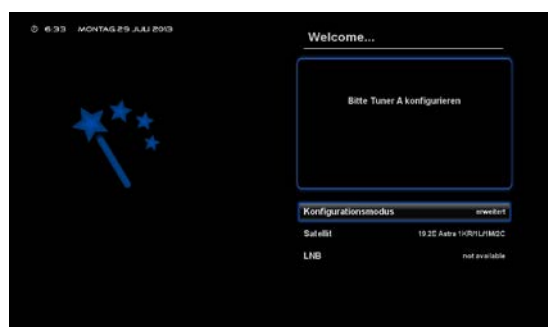 6:33 MONTAG 29 JULI 2013
Welcome...
Bitte Tuner A konfigurieren
Konfigurationsmodus erweitert
Satellit 19.2E Astra 1KR/1L/1M/2C
LNB not available